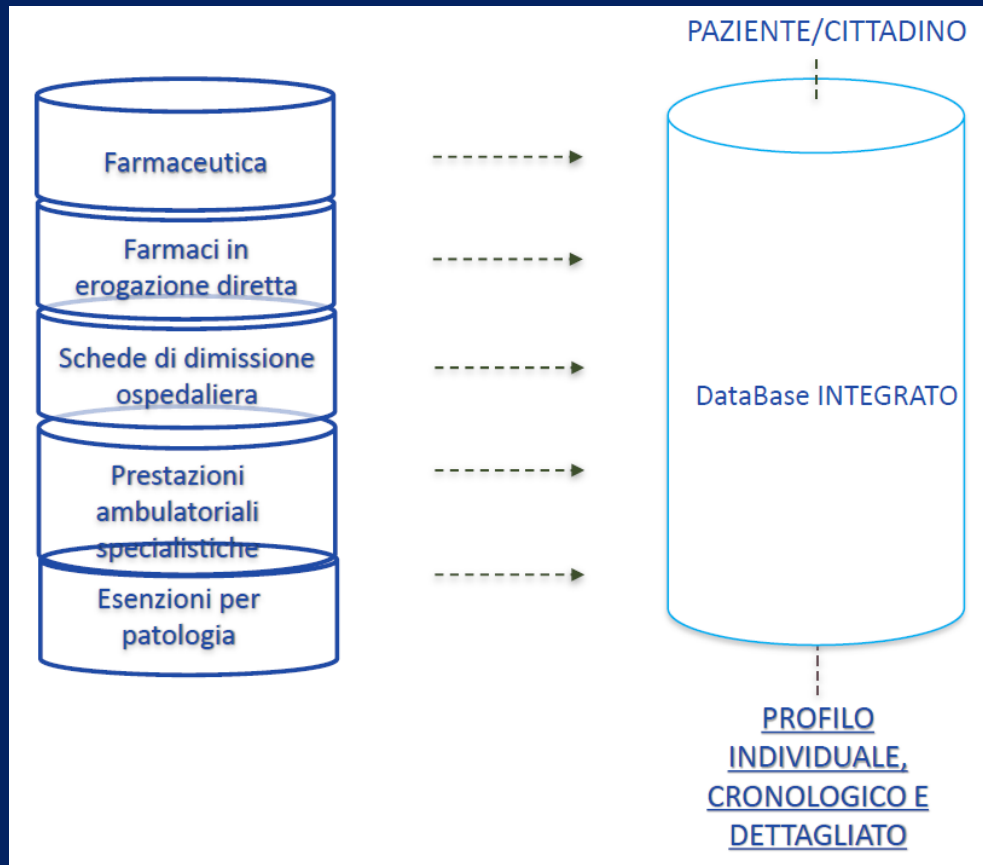 PAZIENTE/CITTADINO
Farmaceutica
Farmaci in
erogazione diretta
Schede di dimissione
ospedaliera
Prestazioni
ambulatoriali
specialistiche
Esenzioni per
patologia
DataBase INTEGRATO
PROFILO
INDIVIDUALE,
CRONOLOGICO E
DETTAGLIATO